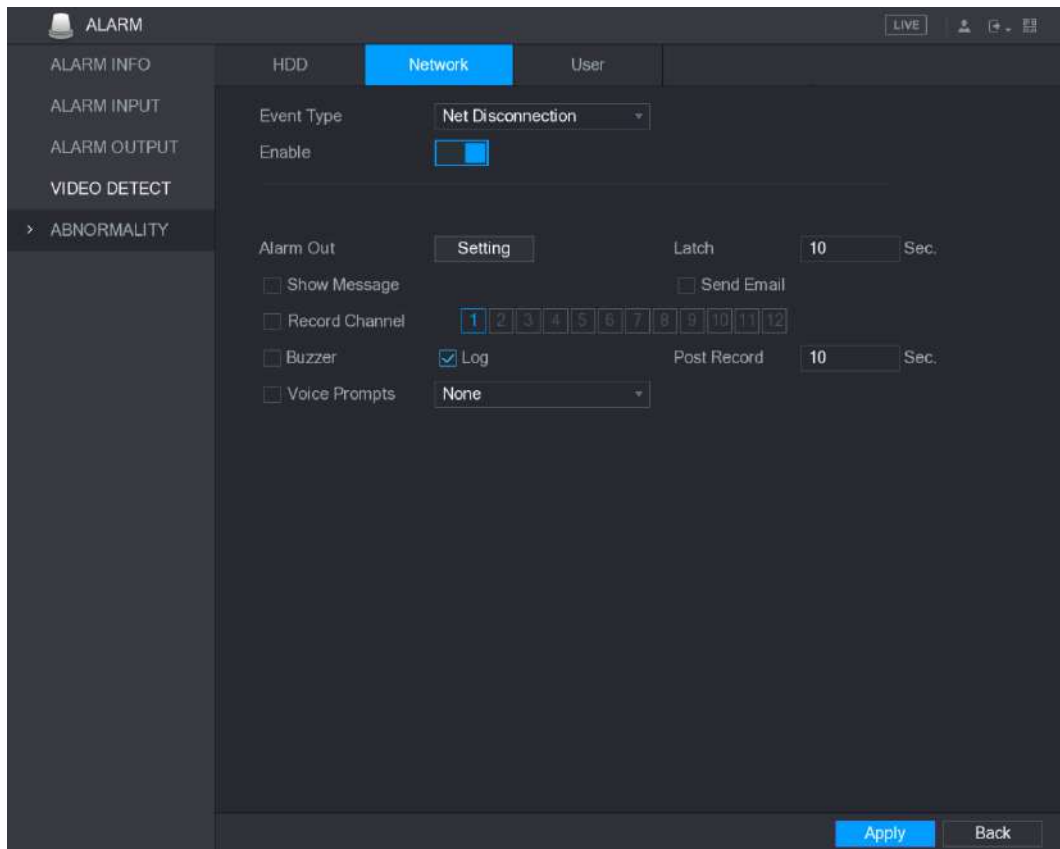 ALARM
LIVE
ALARM INFO
ALARM INPUT
ALARM OUTPUT
VIDEO DETECT
> ABNORMALITY
HDD Network User
Event Type Net Disconnection
Enable
Alarm Out Setting Latch 10 Sec.
Show Message Send Email
Record Channel 1 2 3 4 5 6 7 8 9 10 11 12
Buzzer Log Post Record 10 Sec.
Voice Prompts None
Apply Back